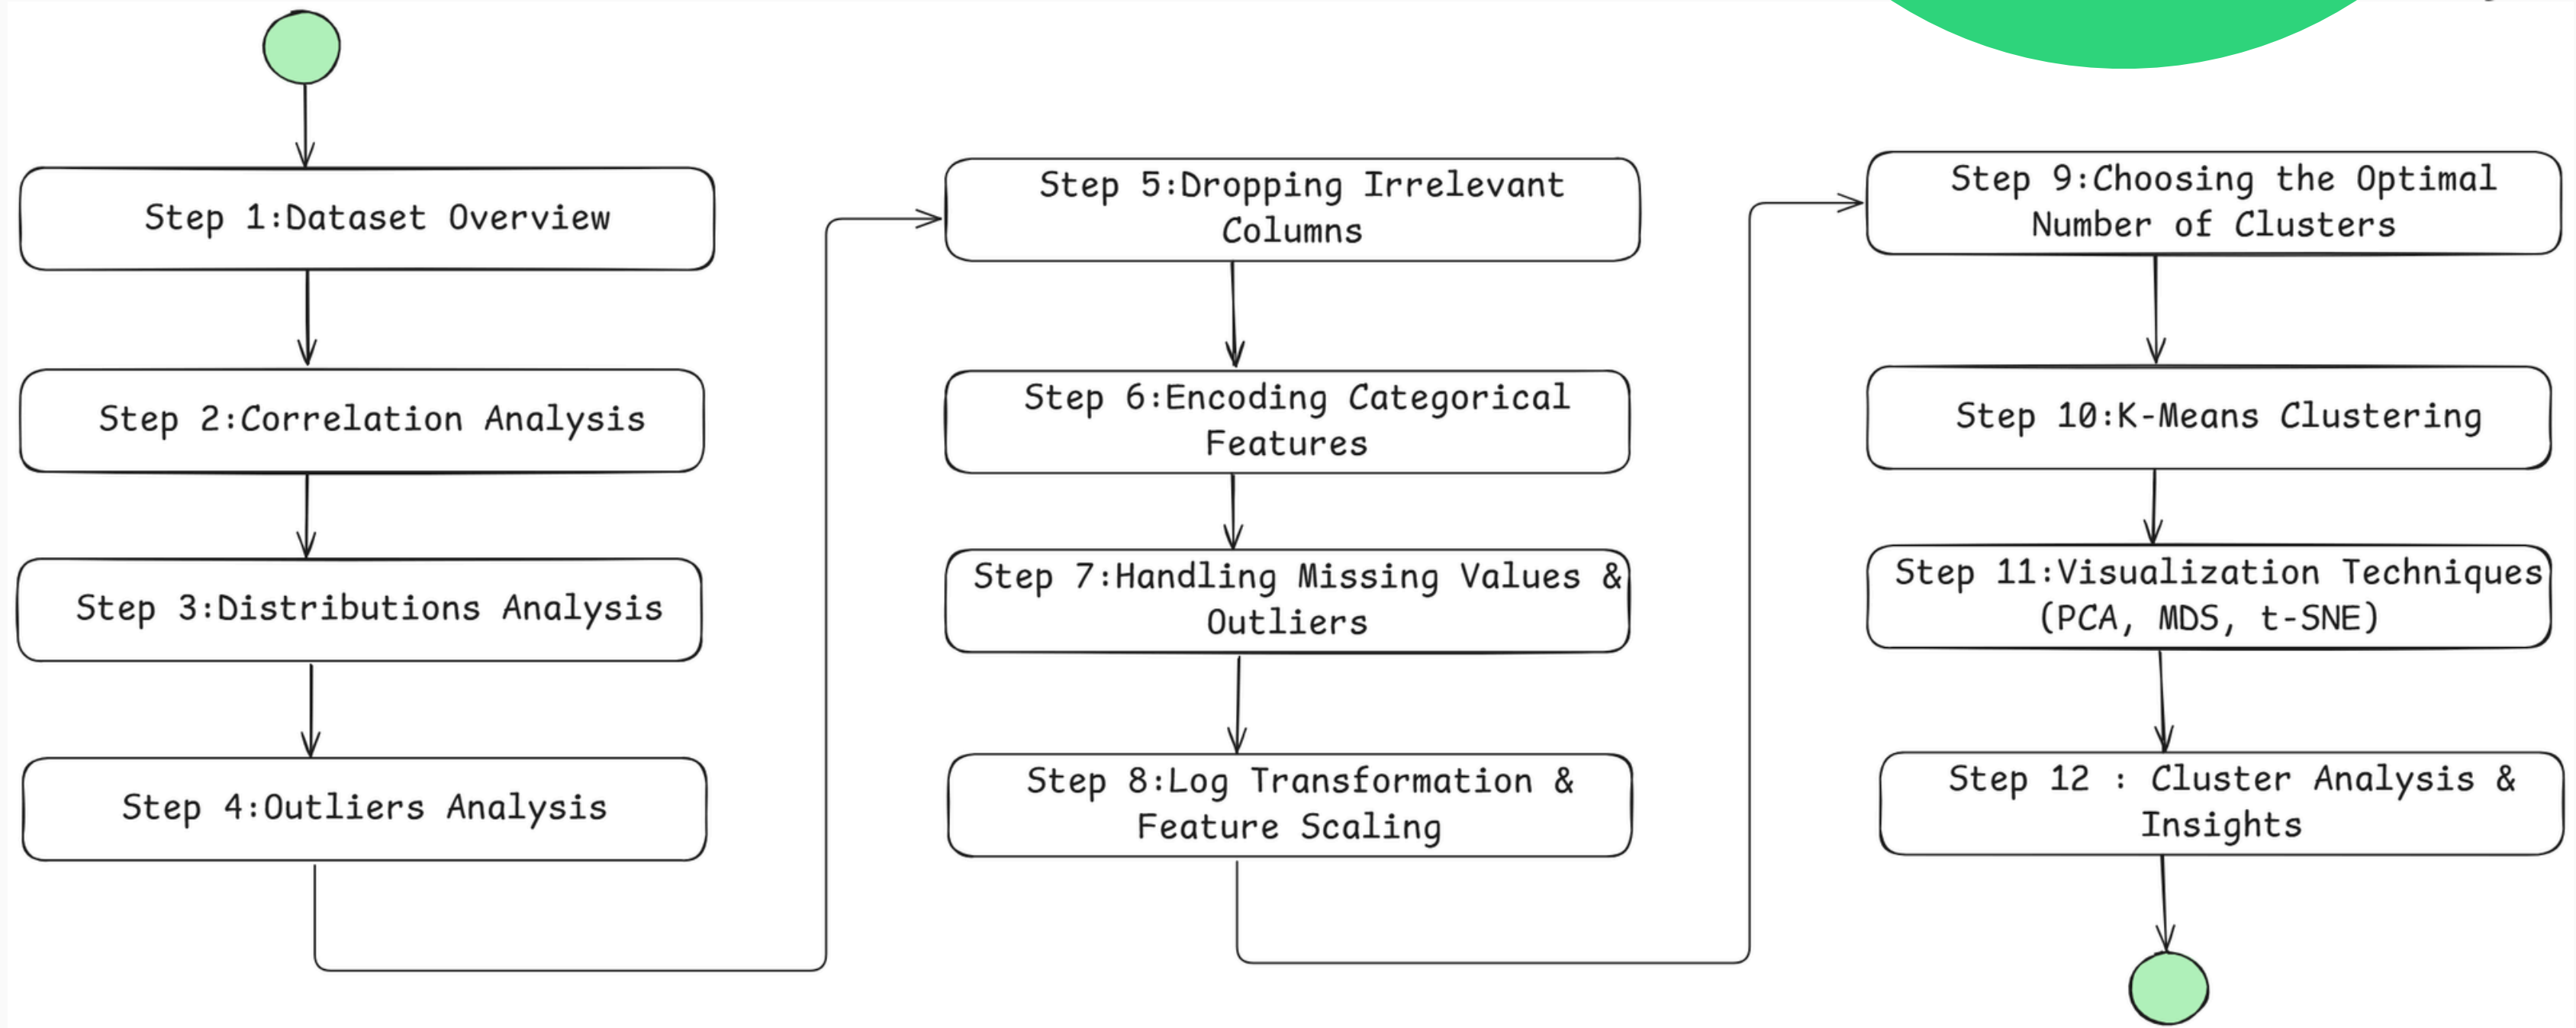 Step 1:Dataset Overview
Step 2:Correlation Analysis
Step 3:Distributions Analysis
Step 4:Outliers Analysis
Step 5:Dropping Irrelevant
Columns
Step 6:Encoding Categorical
Features
Step 7:Handling Missing Values &
Outliers
Step 8:Log Transformation &
Feature Scaling
Step 9:Choosing the Optimal
Number of Clusters
Step 10:K-Means Clustering
Step 11:Visualization Techniques
(PCA, MDS, t-SNE)
Step 12 : Cluster Analysis &
Insights